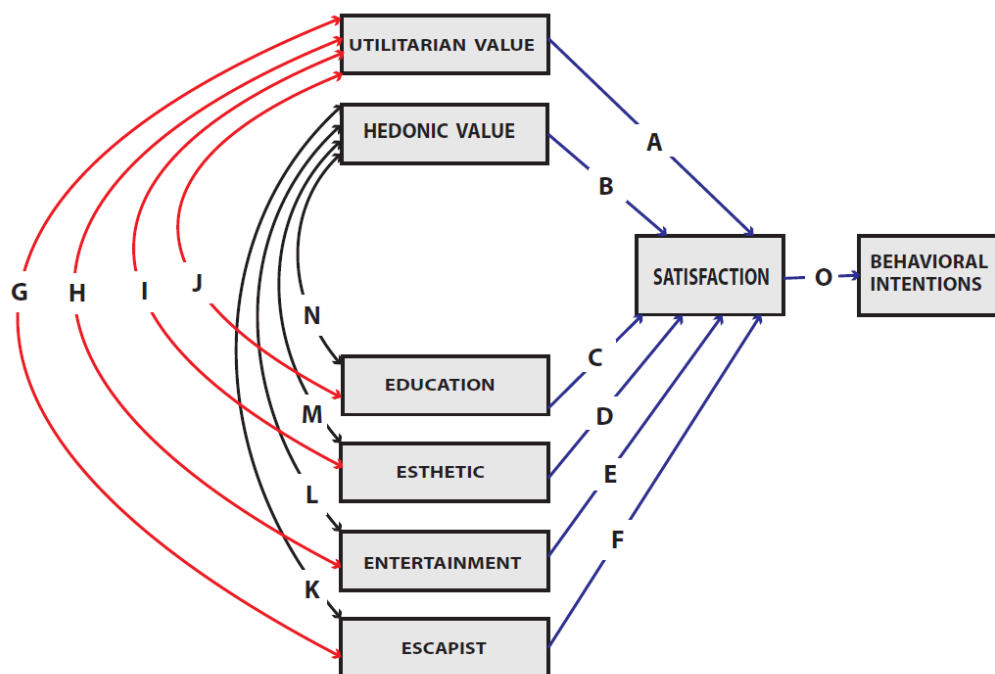 UTILITARIAN VALUE
HEDONIC VALUE
A
B
SATISFACTION
O
BEHAVIORAL
INTENTIONS
G
H
I
J
N
EDUCATION
C
M
D
ESTHETIC
L
E
ENTERTAINMENT
F
K
ESCAPIST